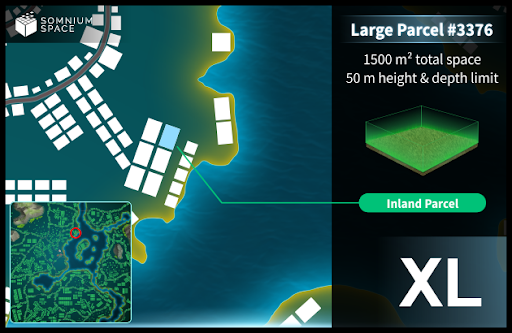 SOMNIUM
SPACE
Large Parcel #3376
1500 m² total space
50 m height & depth limit
Inland Parcel
XL